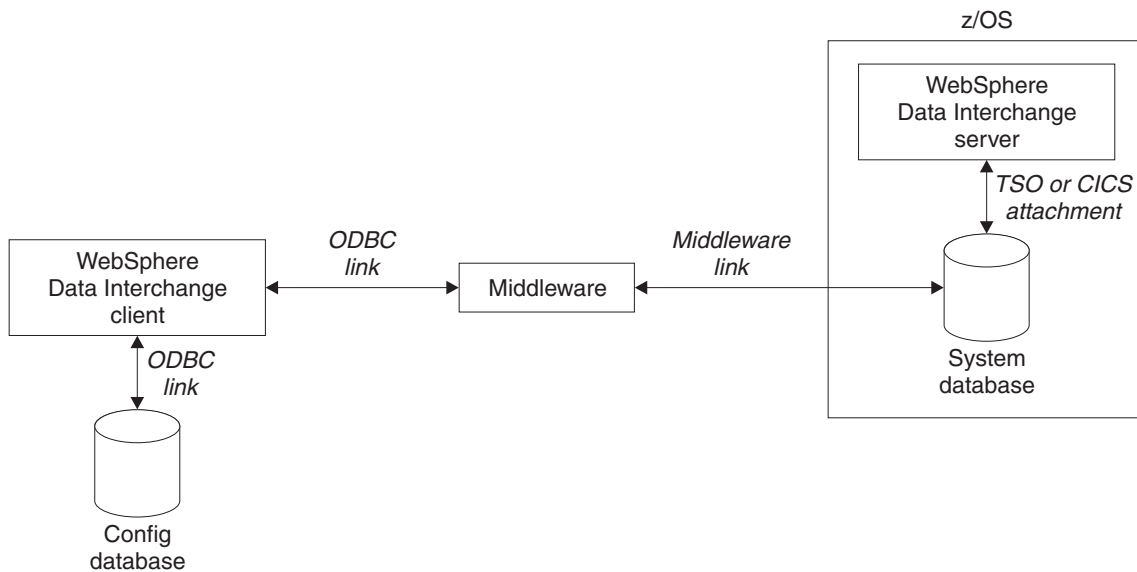 z/OS
WebSphere
Data Interchange
server
TSO or CICS
attachment
ODBC
link
Middleware
link
WebSphere
Data Interchange
client
Middleware
ODBC
link
System
database
Config
database